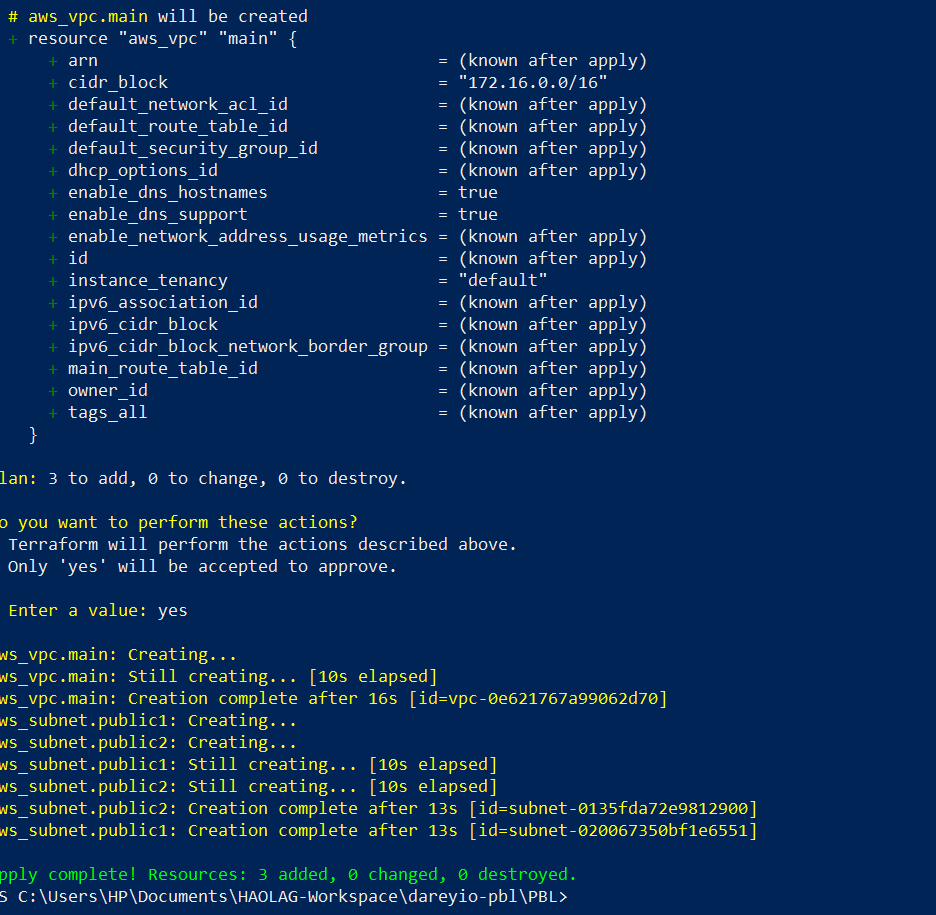 # aws_vpc.main will be created
+ resource "aws_vpc" "main" {
+ arn = (known after apply)
+ cidr_block = "172.16.0.0/16"
+ default_network_acl_id = (known after apply)
+ default_route_table_id = (known after apply)
+ default_security_group_id = (known after apply)
+ dhcp_options_id = (known after apply)
+ enable_dns_hostnames = true
+ enable_dns_support = true
+ enable_network_address_usage_metrics = (known after apply)
+ id = (known after apply)
+ instance_tenancy = "default"
+ ipv6_association_id = (known after apply)
+ ipv6_cidr_block = (known after apply)
+ ipv6_cidr_block_network_border_group = (known after apply)
+ main_route_table_id = (known after apply)
+ owner_id = (known after apply)
+ tags_all = (known after apply)
}
lan: 3 to add, 0 to change, 0 to destroy.
o you want to perform these actions?
Terraform will perform the actions described above.
Only 'yes' will be accepted to approve.
Enter a value: yes
ws_vpc.main: Creating...
ws_vpc.main: Still creating... [10s elapsed]
ws_vpc.main: Creation complete after 16s [id=vpc-0e621767a99062d70]
ws_subnet.public1: Creating...
ws_subnet.public2: Creating...
ws_subnet.public1: Still creating... [10s elapsed]
ws_subnet.public2: Still creating... [10s elapsed]
ws_subnet.public2: Creation complete after 13s [id=subnet-0135fda72e9812900]
ws_subnet.public1: Creation complete after 13s [id=subnet-020067350bf1e6551]
pply complete! Resources: 3 added, 0 changed, 0 destroyed.
S C:\Users\HP\Documents\HAOLAG-Workspace\dareyio-pbl\PBL>